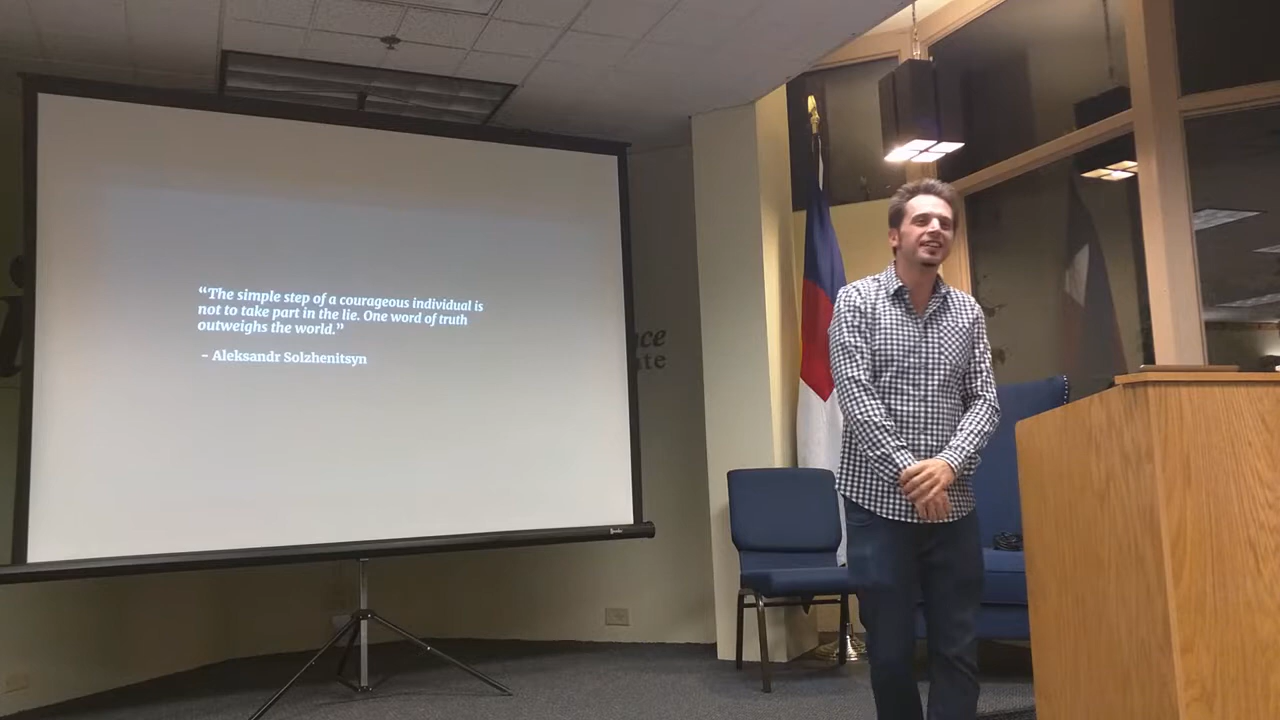 “The simple step of a courageous individual is
not to take part in the lie. One word of truth
outweighs the world.”
– Aleksandr Solzhenitsyn